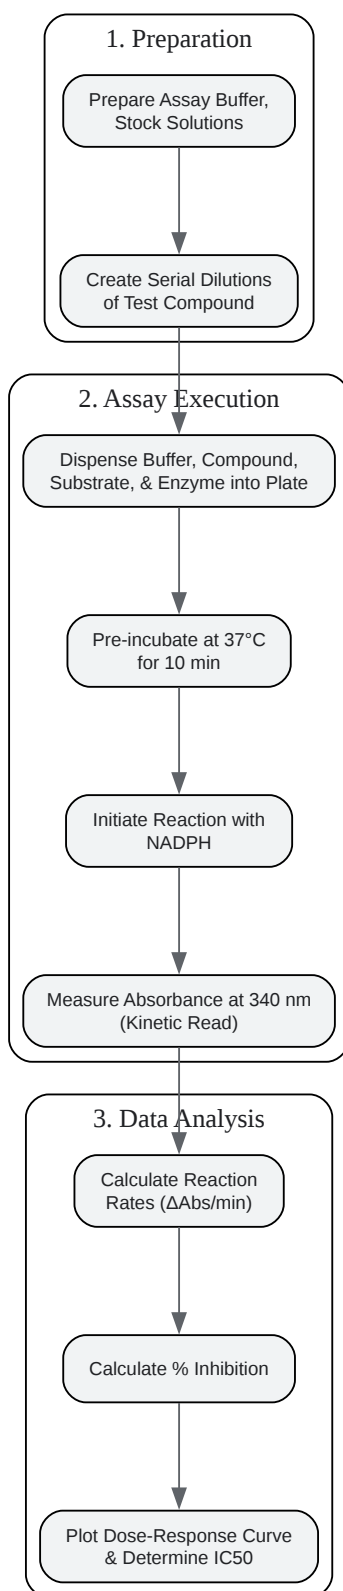 1. Preparation
Prepare Assay Buffer,
Stock Solutions
Create Serial Dilutions
of Test Compound
2. Assay Execution
Dispense Buffer, Compound,
Substrate, & Enzyme into Plate
Pre-incubate at 37°C
for 10 min
Initiate Reaction with
NADPH
Measure Absorbance at 340 nm
(Kinetic Read)
3. Data Analysis
Calculate Reaction
Rates (ΔAbs/min)
Calculate % Inhibition
Plot Dose-Response Curve
& Determine IC50